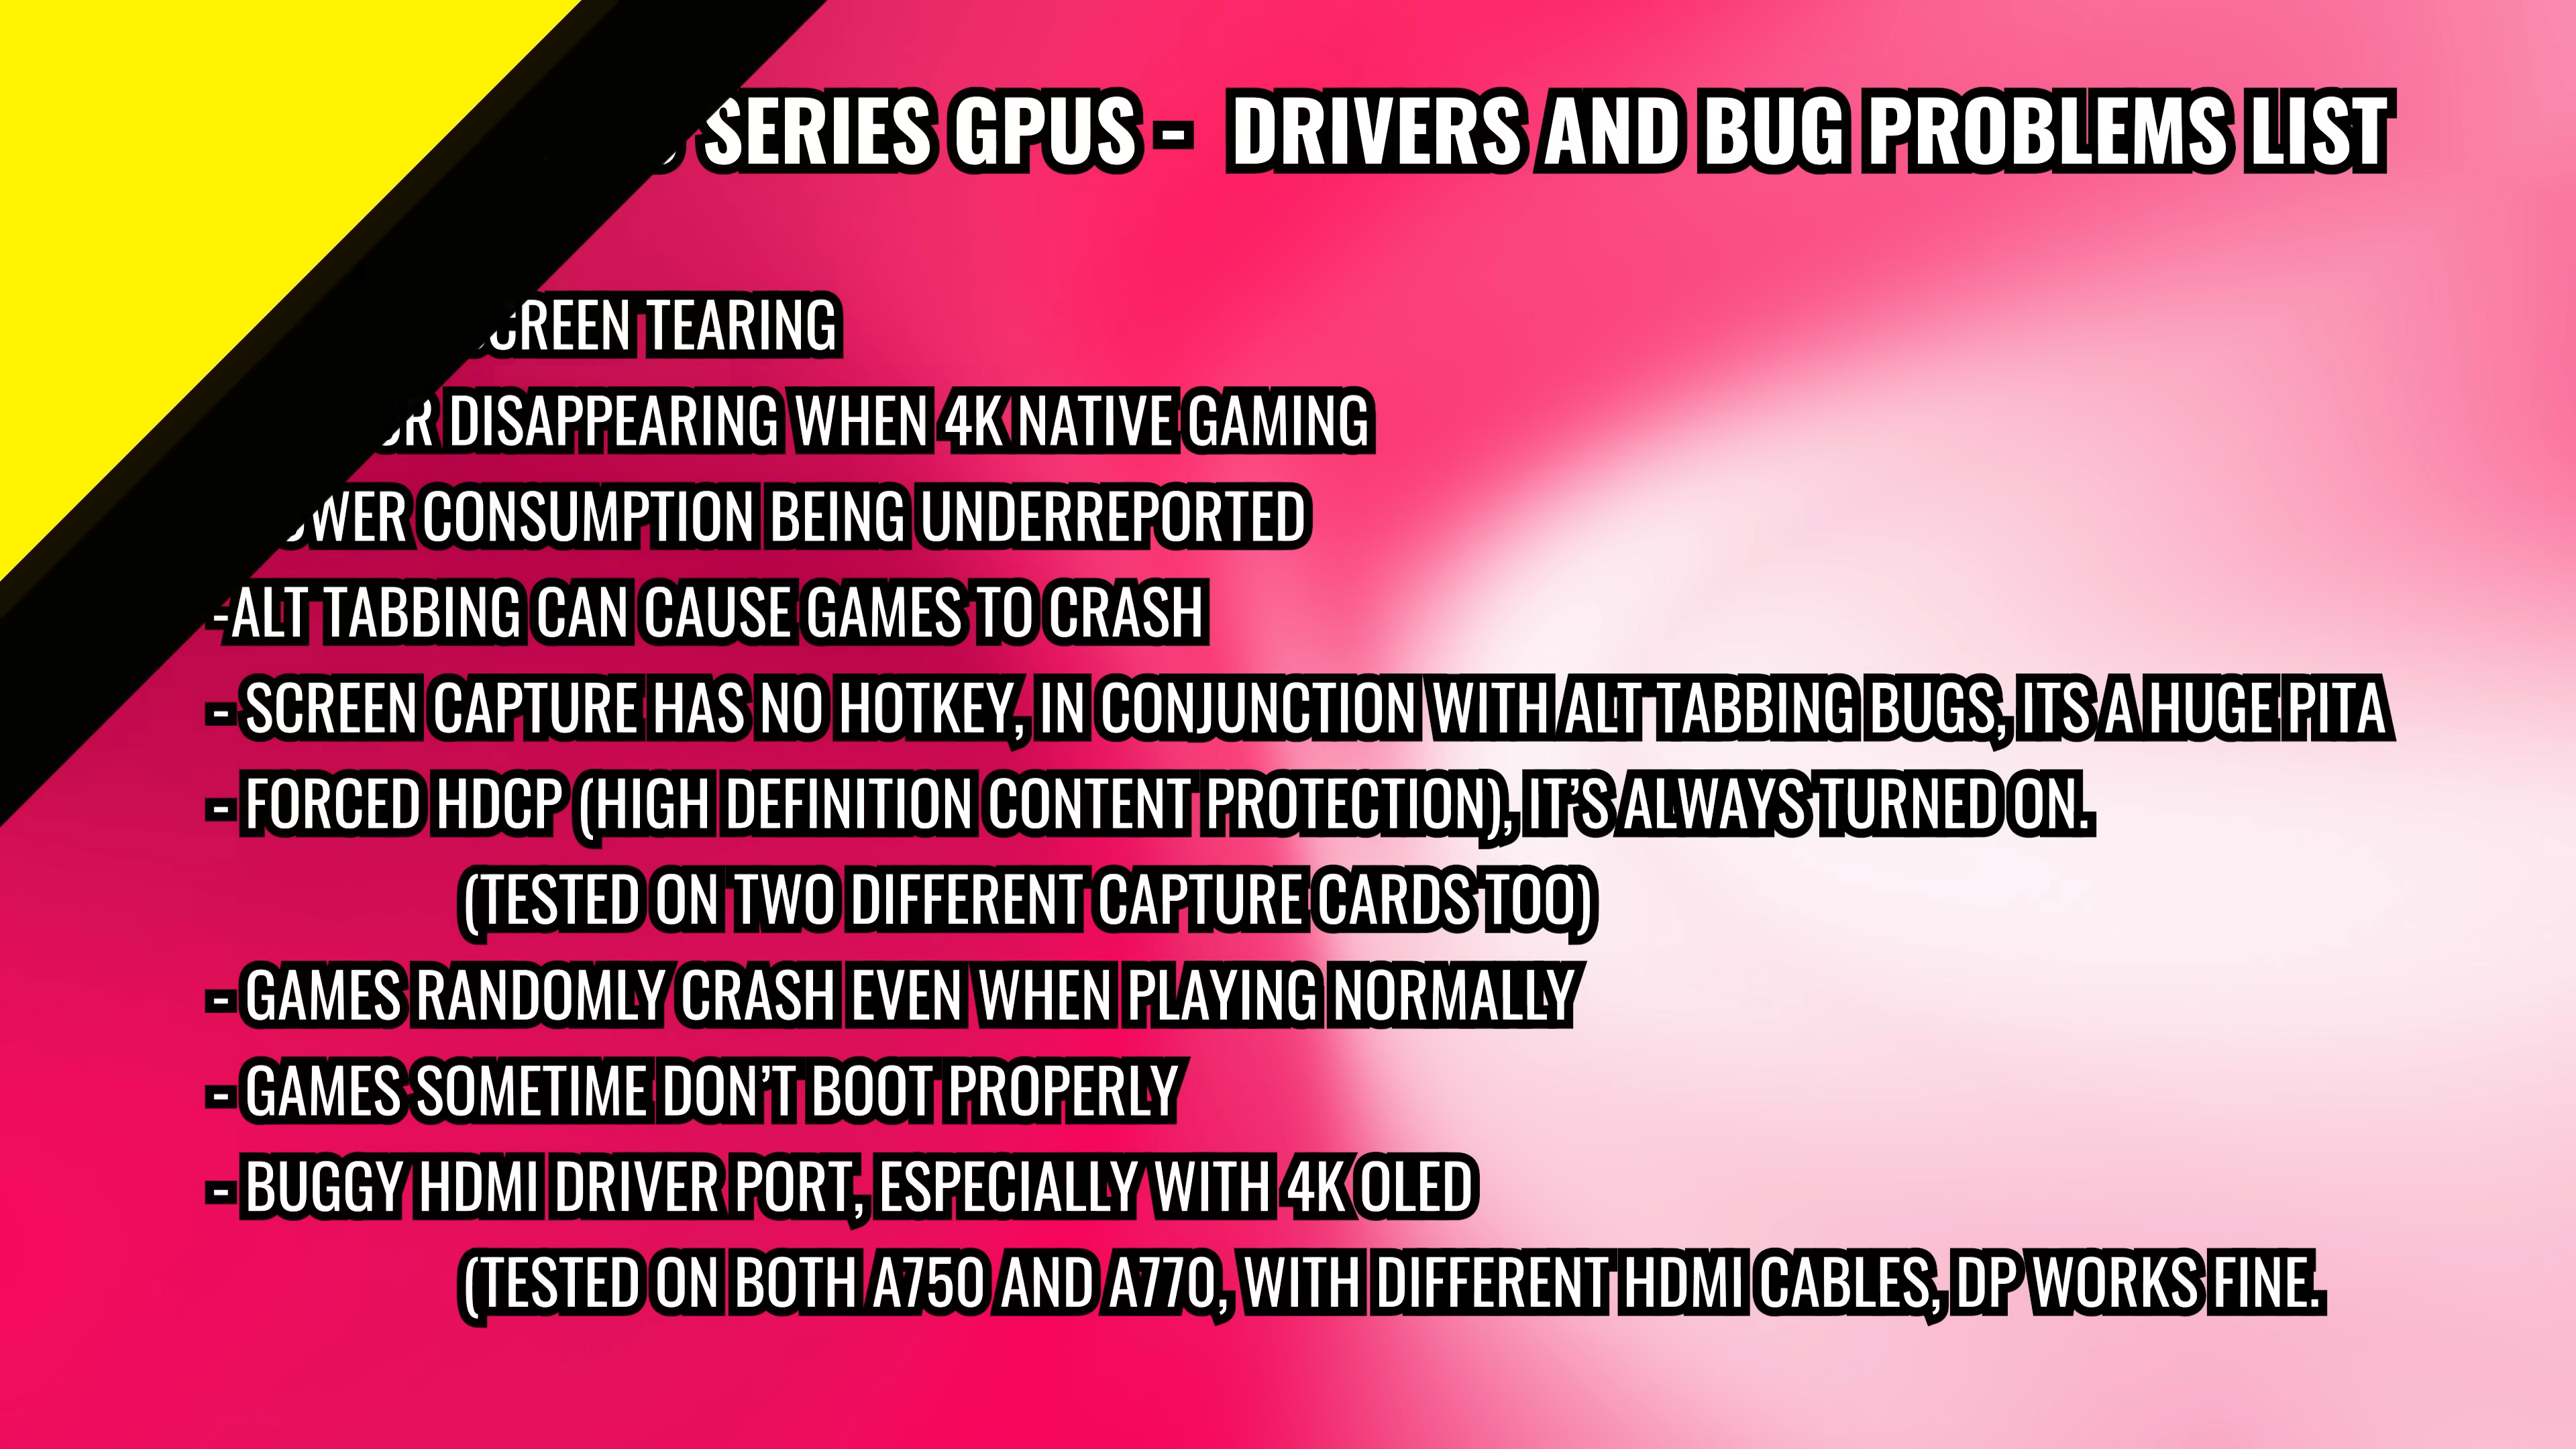 SERIES GPUS - DRIVERS AND BUG PROBLEMS LIST
SCREEN TEARING
DISAPPEARING WHEN 4K NATIVE GAMING
CONSUMPTION BEING UNDERREPORTED
-ALT TABBING CAN CAUSE GAMES TO CRASH
- SCREEN CAPTURE HAS NO HOTKEY, IN CONJUNCTION WITH ALT TABBING BUGS, ITS A HUGE PITA
- FORCED HDCP (HIGH DEFINITION CONTENT PROTECTION), IT’S ALWAYS TURNED ON.
(TESTED ON TWO DIFFERENT CAPTURE CARDS TOO)
- GAMES RANDOMLY CRASH EVEN WHEN PLAYING NORMALLY
- GAMES SOMETIME DON’T BOOT PROPERLY
- BUGGY HDMI DRIVER PORT, ESPECIALLY WITH 4K OLED
(TESTED ON BOTH A750 AND A770, WITH DIFFERENT HDMI CABLES, DP WORKS FINE.